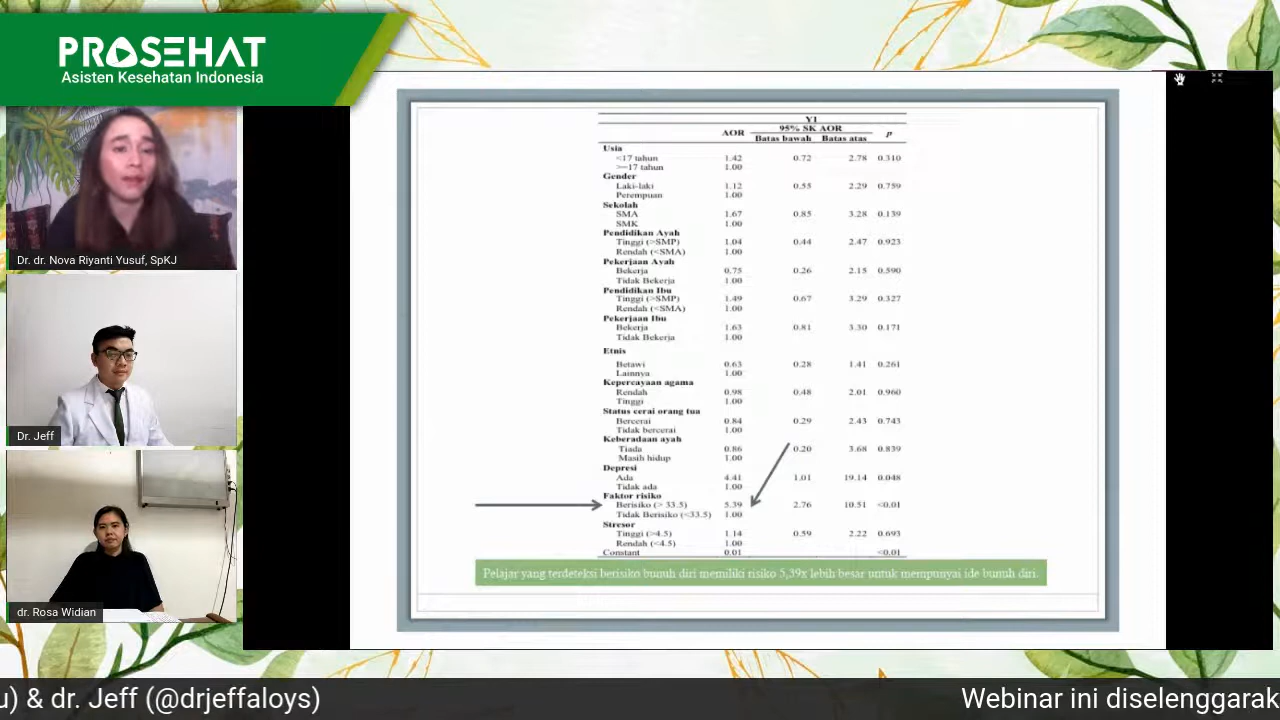 PROSEHAT
Asisten Kesehatan Indonesia
Dr. dr. Nova Riyanti Yusuf, SpKJ
Dr. Jeff
dr. Rosa Widian
Y1
AOR 95% SK AOR p
Batas bawah Batas atas
Usia
<17 tahun 1.42 0.72 2.78 0.310
>=17 tahun 1.00
Gender
Laki-laki 1.12 0.55 2.29 0.759
Perempuan 1.00
Sekolah
SMA 1.67 0.85 3.28 0.139
SMK 1.00
Pendidikan Ayah
Tinggi (>SMP) 1.04 0.44 2.47 0.923
Rendah (<SMA) 1.00
Pekerjaan Ayah
Bekerja 0.75 0.26 2.15 0.590
Tidak Bekerja 1.00
Pendidikan Ibu
Tinggi (>SMP) 1.49 0.67 3.29 0.327
Rendah (<SMA) 1.00
Pekerjaan Ibu
Bekerja 1.63 0.81 3.30 0.171
Tidak Bekerja 1.00
Etnis
Betawi 0.63 0.28 1.41 0.261
Lainnya 1.00
Kepercayaan agama
Rendah 0.98 0.48 2.01 0.960
Tinggi 1.00
Status cerai orang tua
Bercerai 0.84 0.29 2.43 0.743
Tidak bercerai 1.00
Keberadaan ayah
Tiada 0.86 0.20 3.68 0.839
Masih hidup 1.00
Depresi
Ada 4.41 1.01 19.14 0.048
Tidak ada 1.00
Faktor risiko
Berisiko (> 33.5) 5.39 2.76 10.51 <0.01
Tidak Berisiko (<33.5) 1.00
Stresor
Tinggi (>4.5) 1.14 0.59 2.22 0.693
Rendah (<4.5) 1.00
Constant 0.01 <0.01
Pelajar yang terdeteksi berisiko bunuh diri memiliki risiko 5,39x lebih besar untuk mempunyai ide bunuh diri.
u) & dr. Jeff (@drjeffaloys) Webinar ini diselenggarak